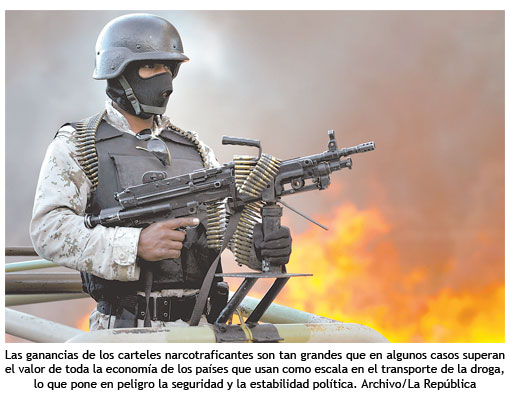 Las ganancias de los carteles narcotraficantes son tan grandes que en algunos casos superan
el valor de toda la economía de los países que usan como escala en el transporte de la droga,
lo que pone en peligro la seguridad y la estabilidad política. Archivo/La República